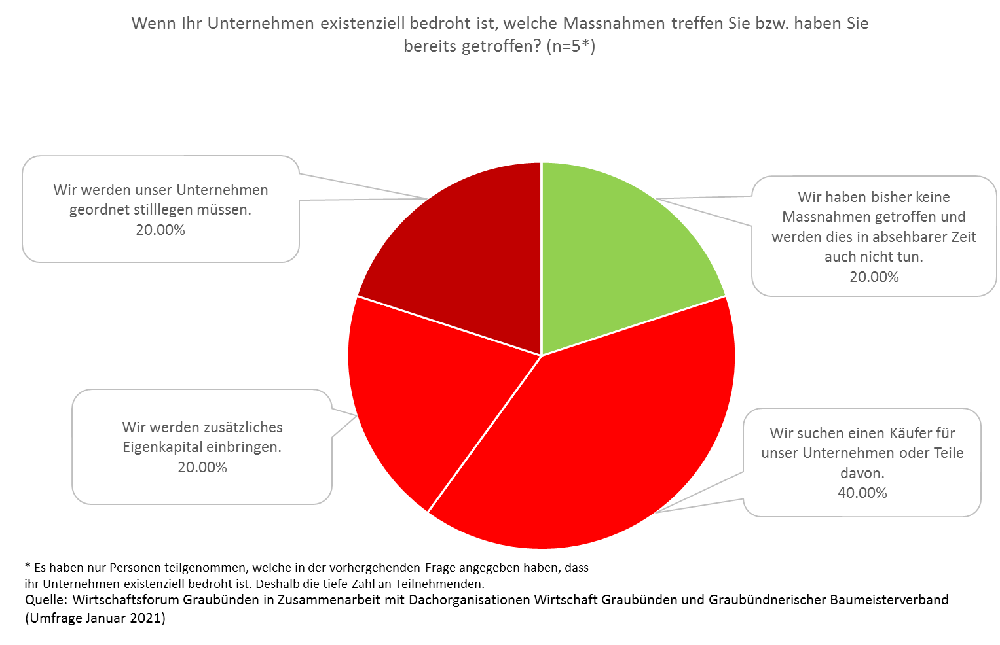 Wenn Ihr Unternehmen existenziell bedroht ist, welche Massnahmen treffen Sie bzw. haben Sie
bereits getroffen? (n=5*)
Wir werden unser Unternehmen
geordnet stilllegen müssen.
20.00%
Wir haben bisher keine
Massnahmen getroffen und
werden dies in absehbarer Zeit
auch nicht tun.
20.00%
Wir werden zusätzliches
Eigenkapital einbringen.
20.00%
Wir suchen einen Käufer für
unser Unternehmen oder Teile
davon.
40.00%
* Es haben nur Personen teilgenommen, welche in der vorhergehenden Frage angegeben haben, dass
ihr Unternehmen existenziell bedroht ist. Deshalb die tiefe Zahl an Teilnehmenden.
Quelle: Wirtschaftsforum Graubünden in Zusammenarbeit mit Dachorganisationen Wirtschaft Graubünden und Graubündnerischer Baumeisterverband
(Umfrage Januar 2021)